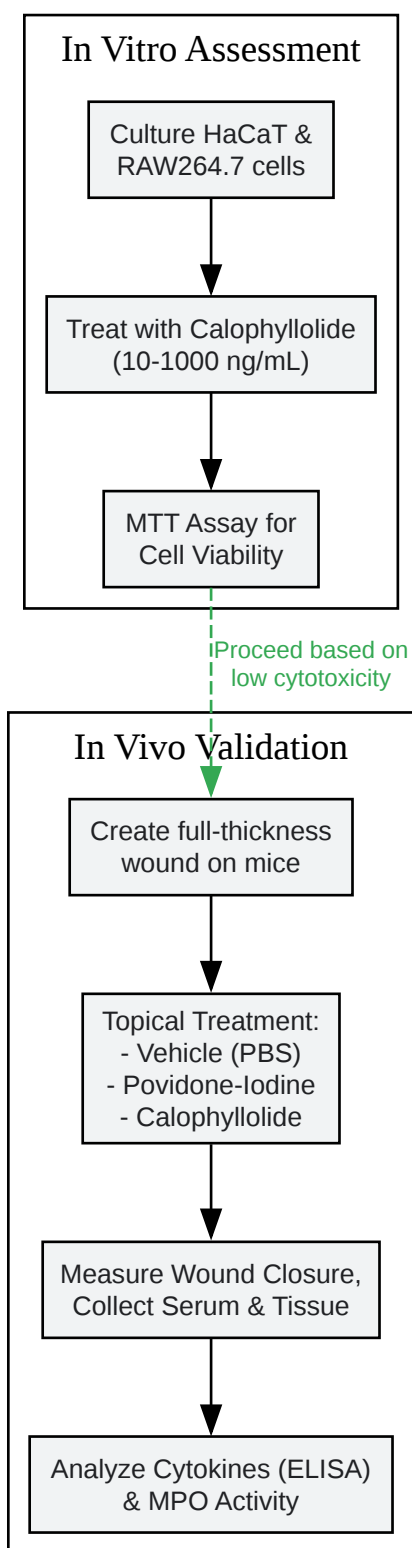 In Vitro Assessment
Culture HaCaT &
RAW264.7 cells
Treat with Calophyllolide
(10-1000 ng/mL)
MTT Assay for
Cell Viability
Proceed based on
low cytotoxicity
In Vivo Validation
Create full-thickness
wound on mice
Topical Treatment:
- Vehicle (PBS)
- Povidone-Iodine
- Calophyllolide
Measure Wound Closure,
Collect Serum & Tissue
Analyze Cytokines (ELISA)
& MPO Activity